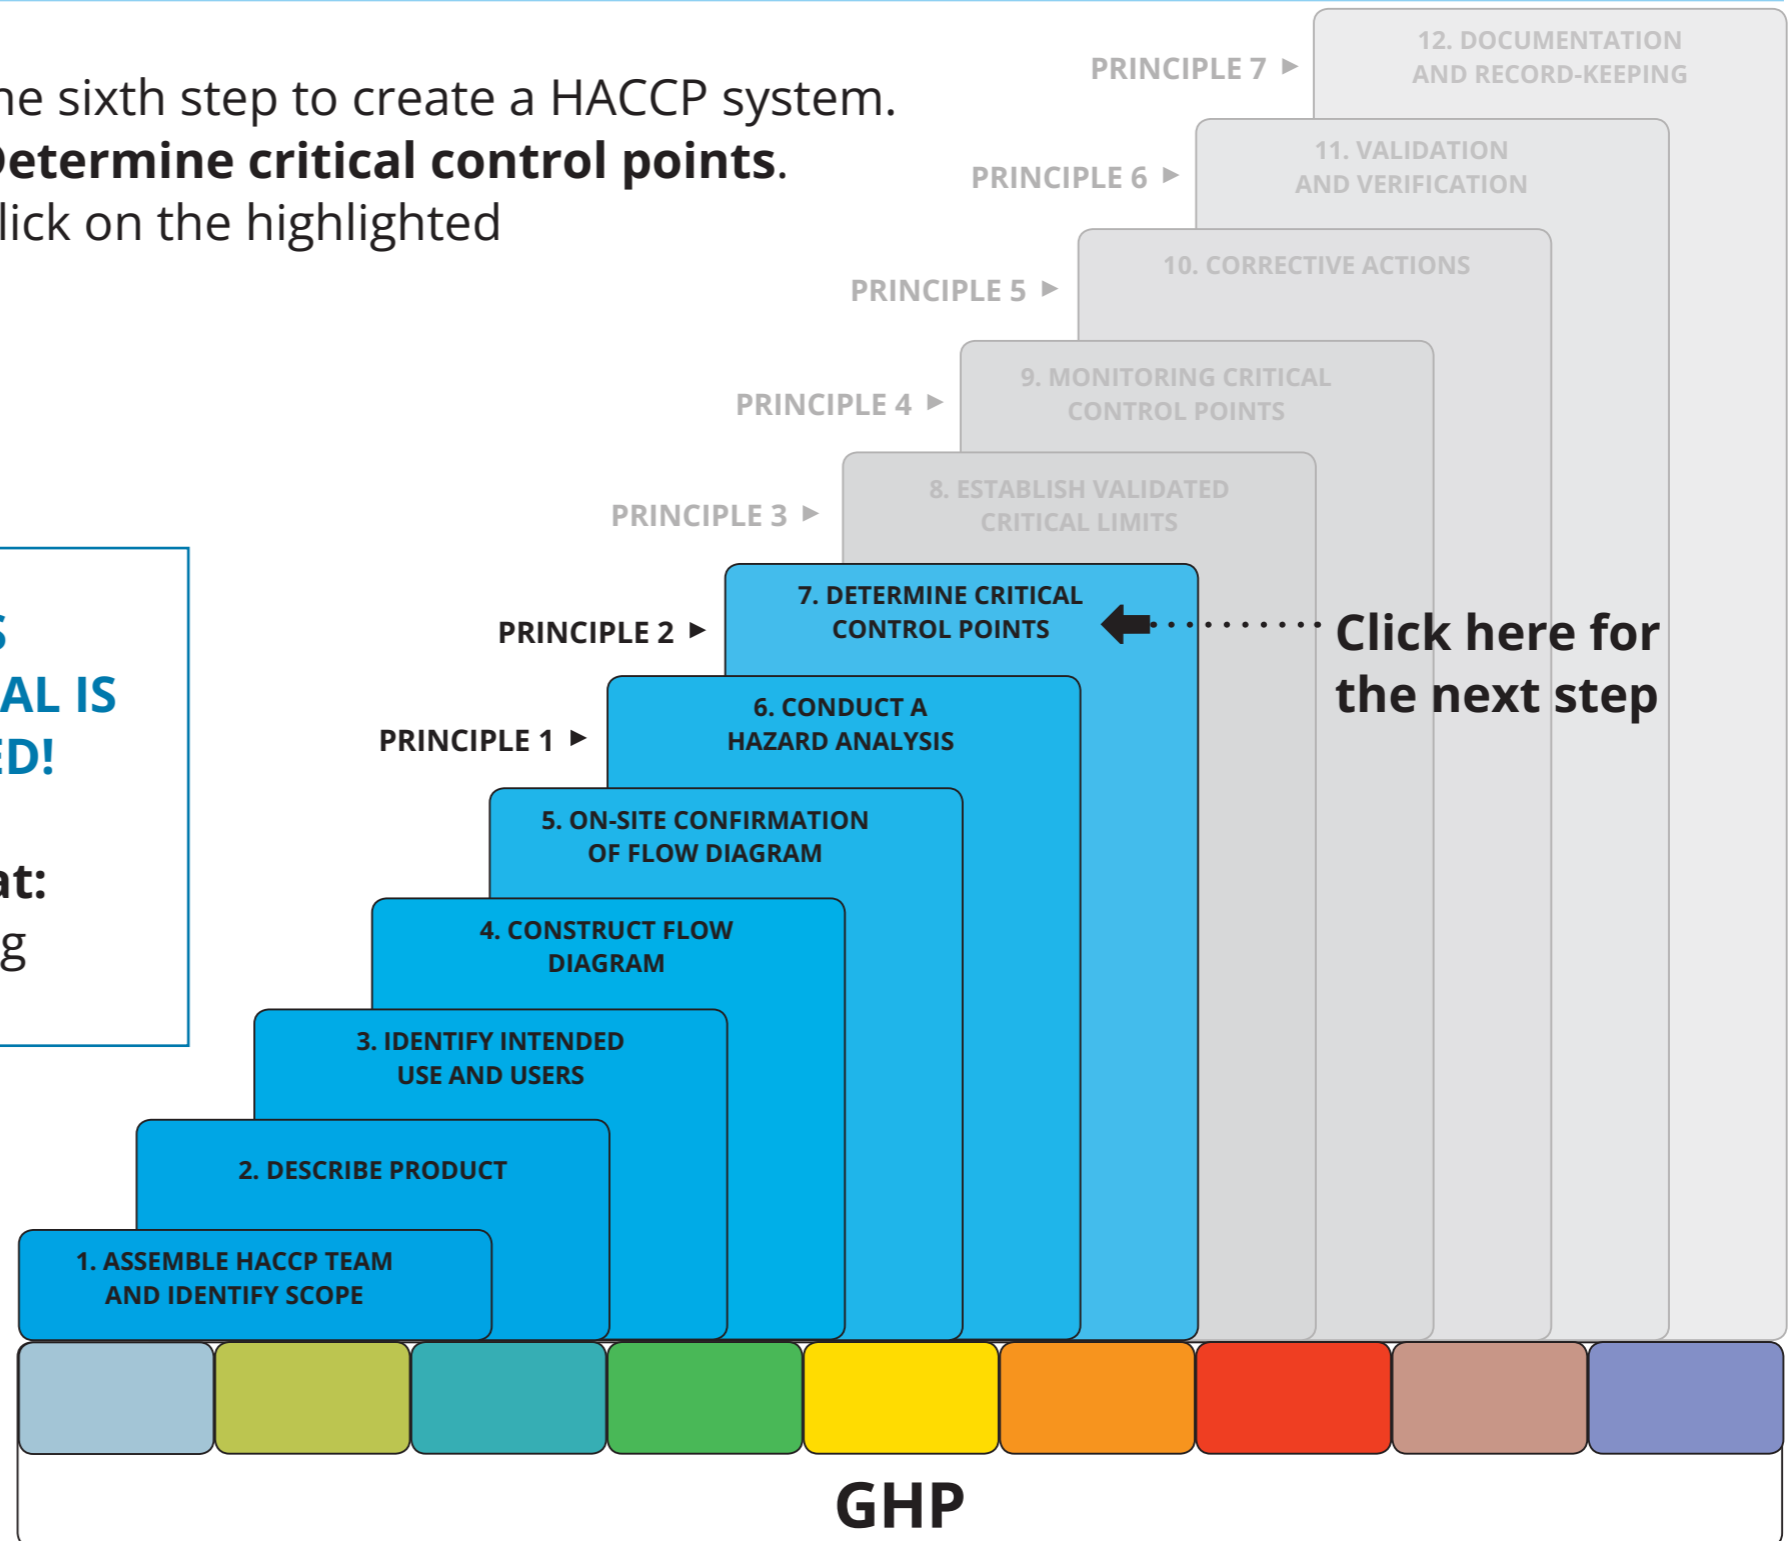 he sixth step to create a HACCP system.
Determine critical control points.
lick on the highlighted
PRINCIPLE 7 ►
12. DOCUMENTATION
AND RECORD-KEEPING
PRINCIPLE 6 ►
11. VALIDATION
AND VERIFICATION
PRINCIPLE 5 ►
10. CORRECTIVE ACTIONS
PRINCIPLE 4 ►
9. MONITORING CRITICAL
CONTROL POINTS
PRINCIPLE 3 ►
8. ESTABLISH VALIDATED
CRITICAL LIMITS
PRINCIPLE 2 ►
7. DETERMINE CRITICAL
CONTROL POINTS
Click here for
the next step
PRINCIPLE 1 ►
6. CONDUCT A
HAZARD ANALYSIS
5. ON-SITE CONFIRMATION
OF FLOW DIAGRAM
4. CONSTRUCT FLOW
DIAGRAM
3. IDENTIFY INTENDED
USE AND USERS
2. DESCRIBE PRODUCT
1. ASSEMBLE HACCP TEAM
AND IDENTIFY SCOPE
S
AL IS
ED!
at:
g
GHP